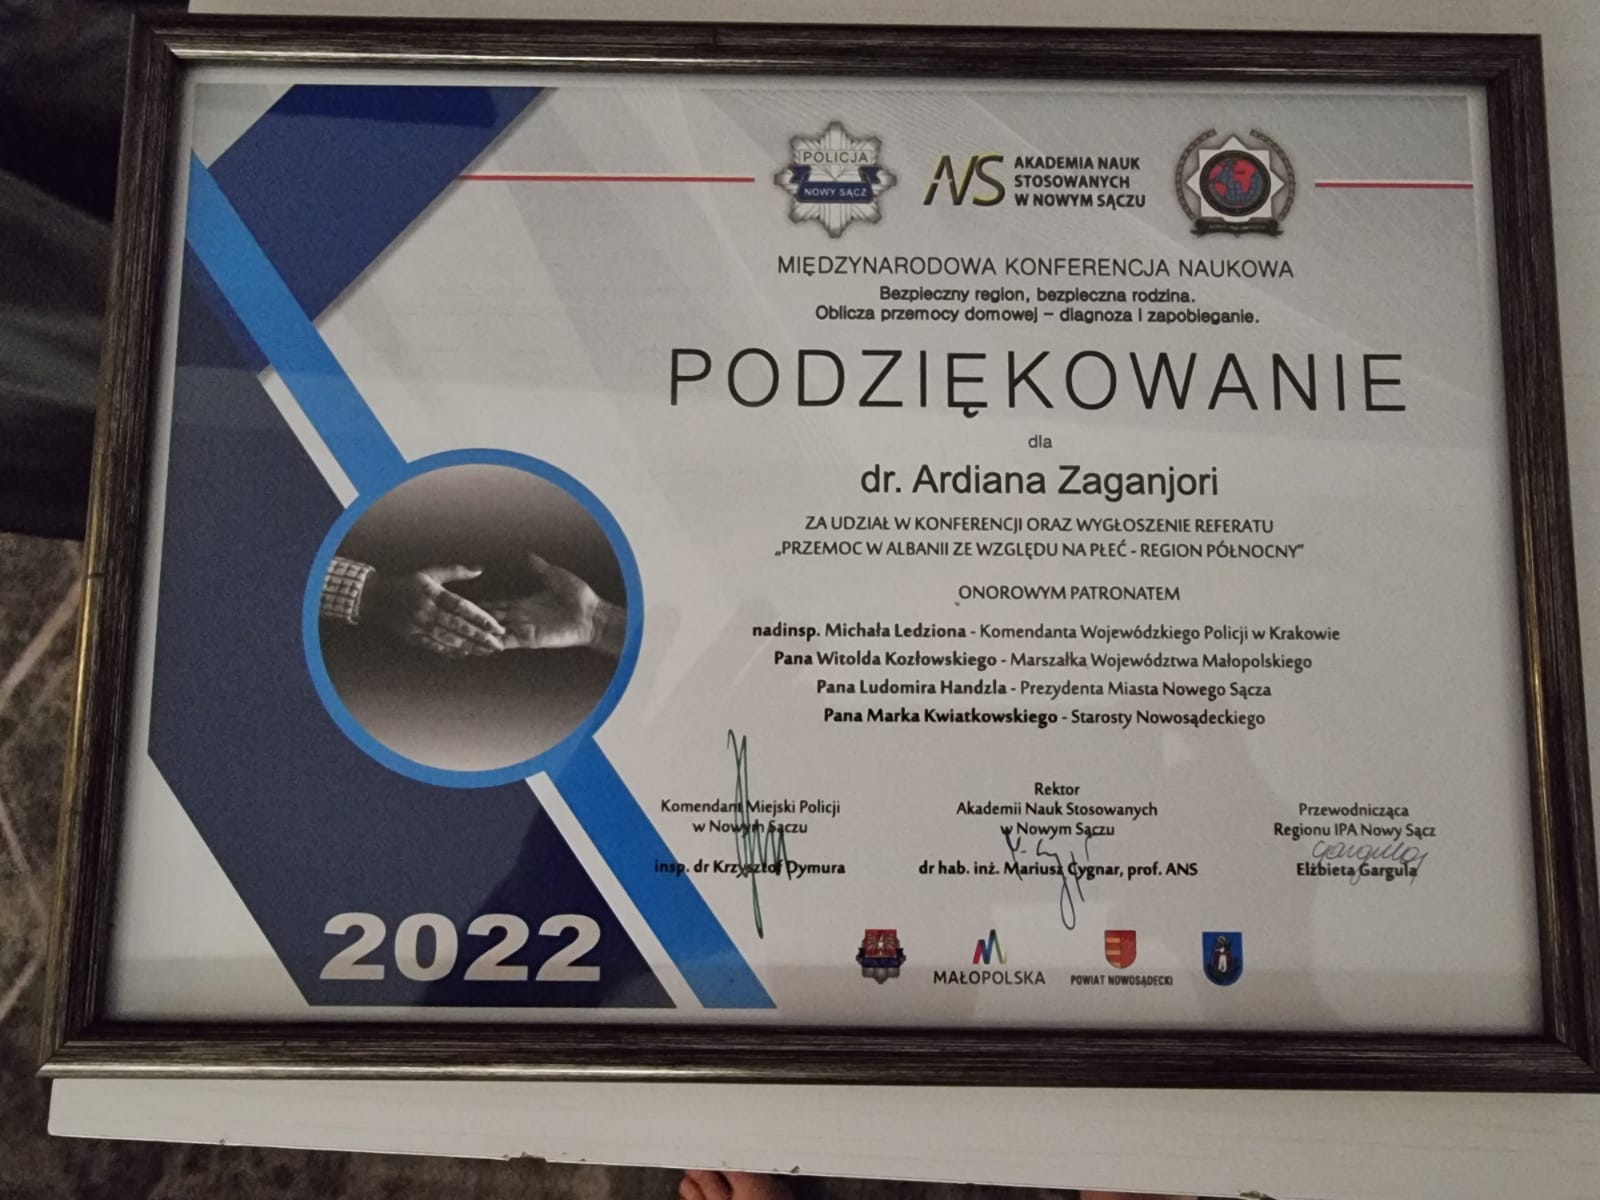 POLICJA
NOWY SĄCZ
NS
AKADEMIA NAUK
STOSOWANYCH
W NOWYM SĄCZU
MIĘDZYNARODOWA KONFERENCJA NAUKOWA
Bezpieczny region, bezpieczna rodzina.
Oblicza przemocy domowej – diagnoza i zapobieganie.
PODZIĘKOWANIE
dla
dr. Ardiana Zaganjori
ZA UDZIAŁ W KONFERENCJI ORAZ WYGŁOSZENIE REFERATU
„PRZEMOC W ALBANII ZE WZGLĘDU NA PŁEĆ - REGION PÓŁNOCNY”
ONOROWYM PATRONATEM
nadinsp. Michała Ledziona - Komendanta Wojewódzkiego Policji w Krakowie
Pana Witolda Kozłowskiego - Marszałka Województwa Małopolskiego
Pana Ludomira Handzla - Prezydenta Miasta Nowego Sącza
Pana Marka Kwiatkowskiego - Starosty Nowosądeckiego
Komendant Miejski Policji
w Nowym Sączu
insp. dr Krzysztof Dymura
Rektor
Akademii Nauk Stosowanych
w Nowym Sączu
dr hab. inż. Mariusz Cygnar, prof. ANS
Przewodnicząca
Regionu IPA Nowy Sącz
Elżbieta Gargula
2022
MAŁOPOLSKA
POWIAT NOWOSĄDECKI